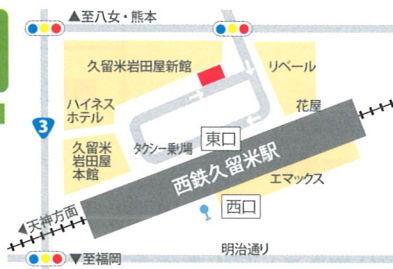 ▲至八女・熊本
久留米岩田屋新館
リベール
ハイネス
ホテル
花屋
3
タクシー乗り場
東口
久留米
岩田屋
本館
西鉄久留米駅
エマックス
西口
◀天神方面
▼至福岡
明治通り